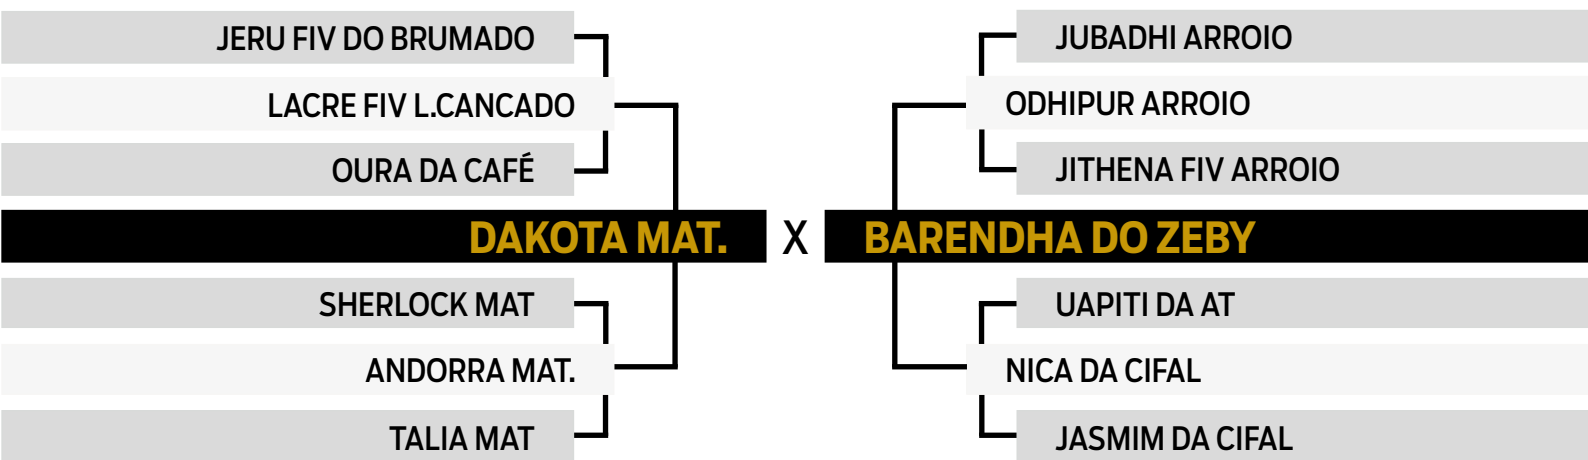 JERU FIV DO BRUMADO
LACRE FIV L.CANCADO
OURA DA CAFÉ
DAKOTA MAT.
SHERLOCK MAT
ANDORRA MAT.
TALIA MAT
X
JUBADHI ARROIO
ODHIPUR ARROIO
JITHENA FIV ARROIO
BARENDHA DO ZEBY
UAPITI DA AT
NICA DA CIFAL
JASMIM DA CIFAL